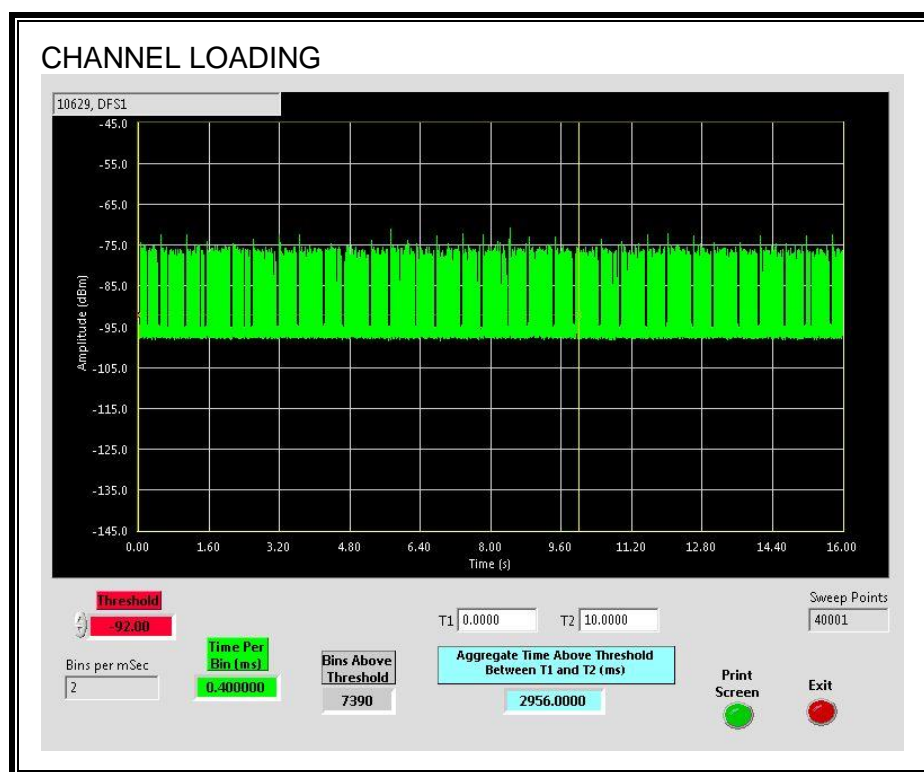 CHANNEL LOADING
10629, DFS1
-45.0
-55.0
-65.0
-75.0
-85.0
-95.0
-105.0
-115.0
-125.0
-135.0
-145.0
Amplitude (dBm)
0.00 1.60 3.20 4.80 6.40 8.00 9.60 11.20 12.80 14.40 16.00
Time (s)
Threshold
-92.00
Bins per mSec
2
Time Per
Bin (ms)
0.400000
Bins Above
Threshold
7390
T1 0.0000 T2 10.0000
Aggregate Time Above Threshold
Between T1 and T2 (ms)
2956.0000
Sweep Points
40001
Print
Screen
Exit